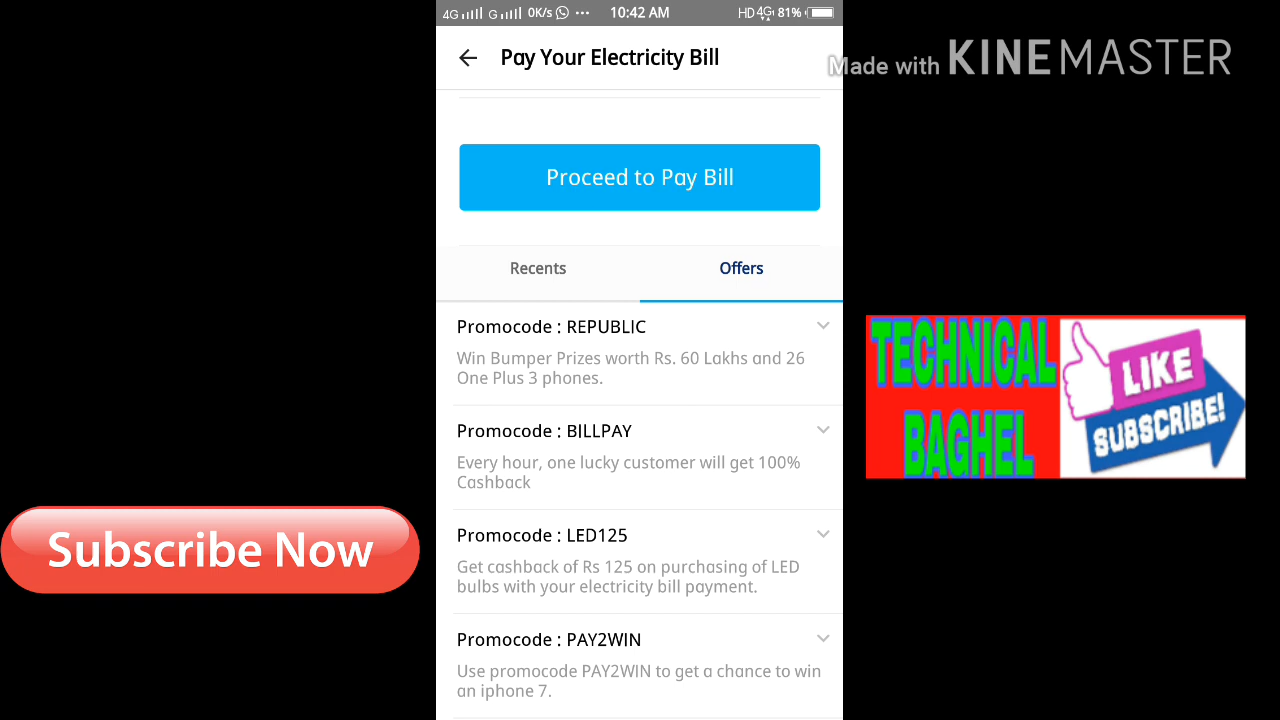 4G G 0K/s ••• 10:42 AM HD 4G 81%
Pay Your Electricity Bill
Made with KINEMASTER
Proceed to Pay Bill
Recents Offers
Promocode : REPUBLIC
Win Bumper Prizes worth Rs. 60 Lakhs and 26
One Plus 3 phones.
Promocode : BILLPAY
Every hour, one lucky customer will get 100%
Cashback
Promocode : LED125
Get cashback of Rs 125 on purchasing of LED
bulbs with your electricity bill payment.
Promocode : PAY2WIN
Use promocode PAY2WIN to get a chance to win
an iphone 7.
TECHNICAL
BAGHEL
LIKE
SUBSCRIBE!
Subscribe Now